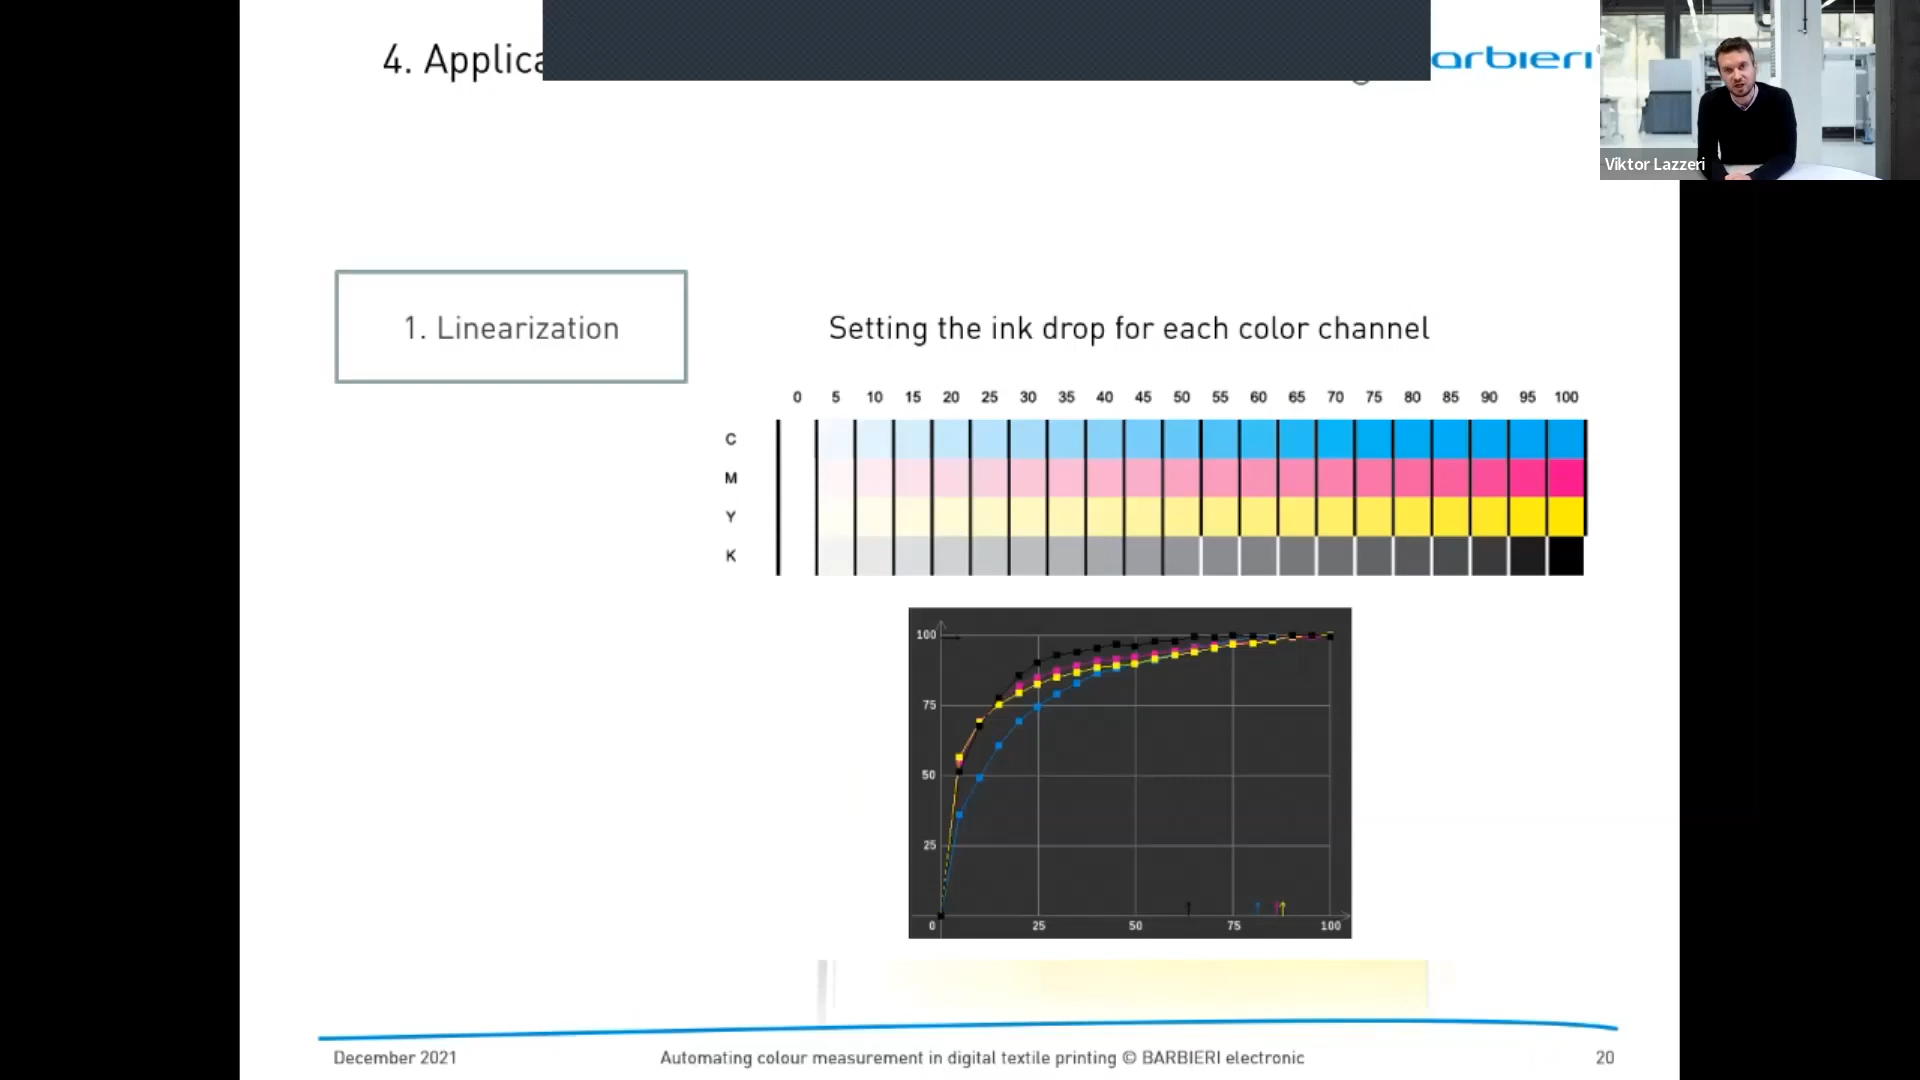 4. Applica
arbieri
Viktor Lazzeri
1. Linearization
Setting the ink drop for each color channel
0 5 10 15 20 25 30 35 40 45 50 55 60 65 70 75 80 85 90 95 100
C
M
Y
K
100
75
50
25
0 25 50 75 100
December 2021
Automating colour measurement in digital textile printing © BARBIERI electronic
20